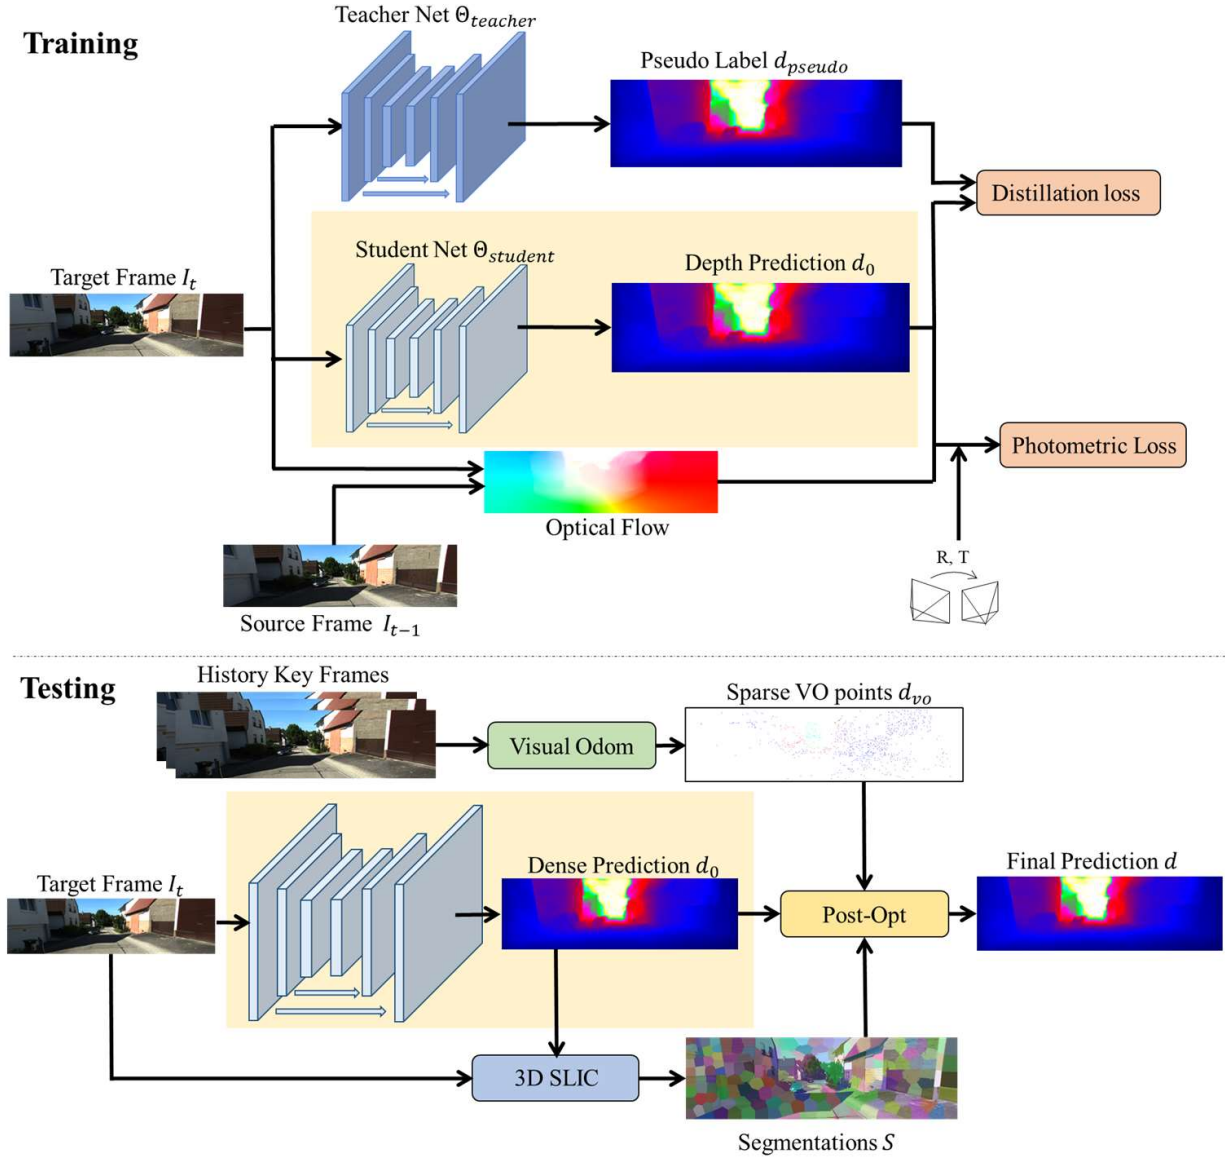 Training
Teacher Net Θ_teacher
Pseudo Label d_pseudo
Distillation loss
Student Net Θ_student
Depth Prediction d_0
Target Frame I_t
Photometric Loss
Optical Flow
R, T
Source Frame I_{t−1}
Testing
History Key Frames
Sparse VO points d_vo
Visual Odom
Target Frame I_t
Dense Prediction d_0
Final Prediction d
Post-Opt
3D SLIC
Segmentations S